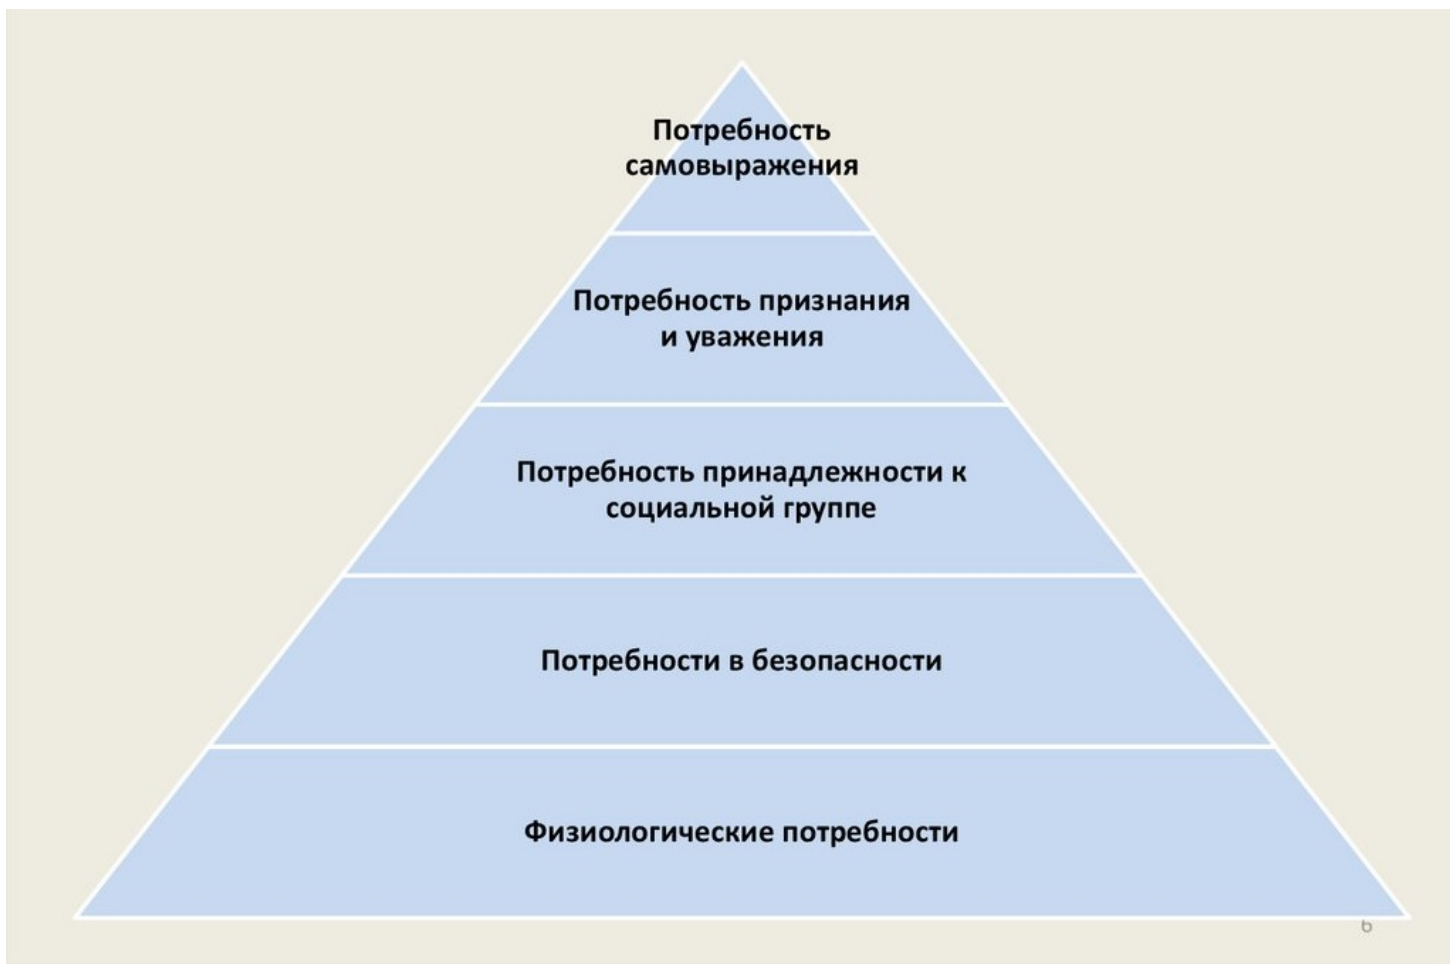 Потребность
самовыражения
Потребность признания
и уважения
Потребность принадлежности к
социальной группе
Потребности в безопасности
Физиологические потребности
6